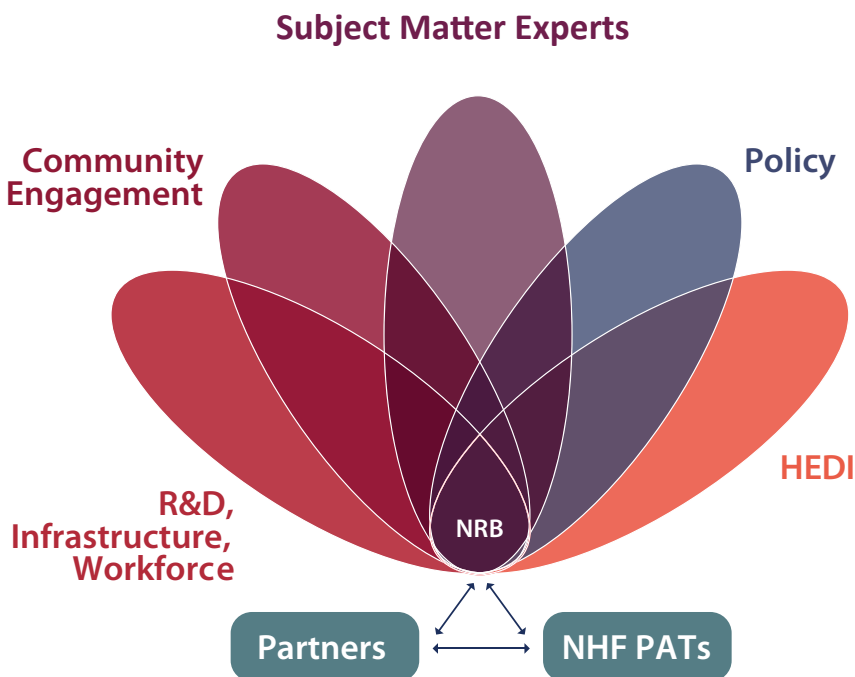 Subject Matter Experts
Community
Engagement
Policy
HEDI
R&D,
Infrastructure,
Workforce
NRB
Partners
NHF PATs